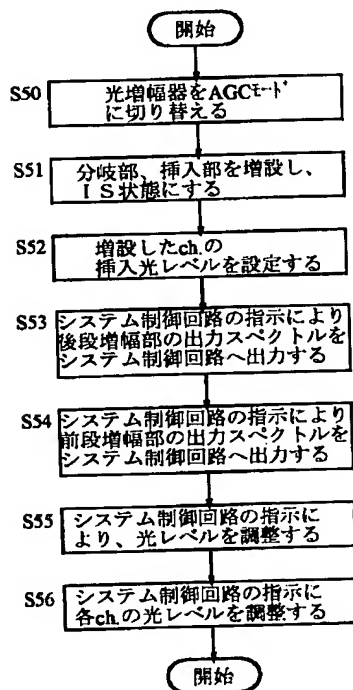 開始
S50
光増幅器をAGCモード
に切り替える
S51
分岐部、挿入部を増設し、
IS状態にする
S52
増設したch.の
挿入光レベルを設定する
S53
システム制御回路の指示により
後段増幅部の出力スペクトルを
システム制御回路へ出力する
S54
システム制御回路の指示により
前段増幅部の出力スペクトルを
システム制御回路へ出力する
S55
システム制御回路の指示に
より、光レベルを調整する
S56
システム制御回路の指示に
各ch.の光レベルを調整する
開始